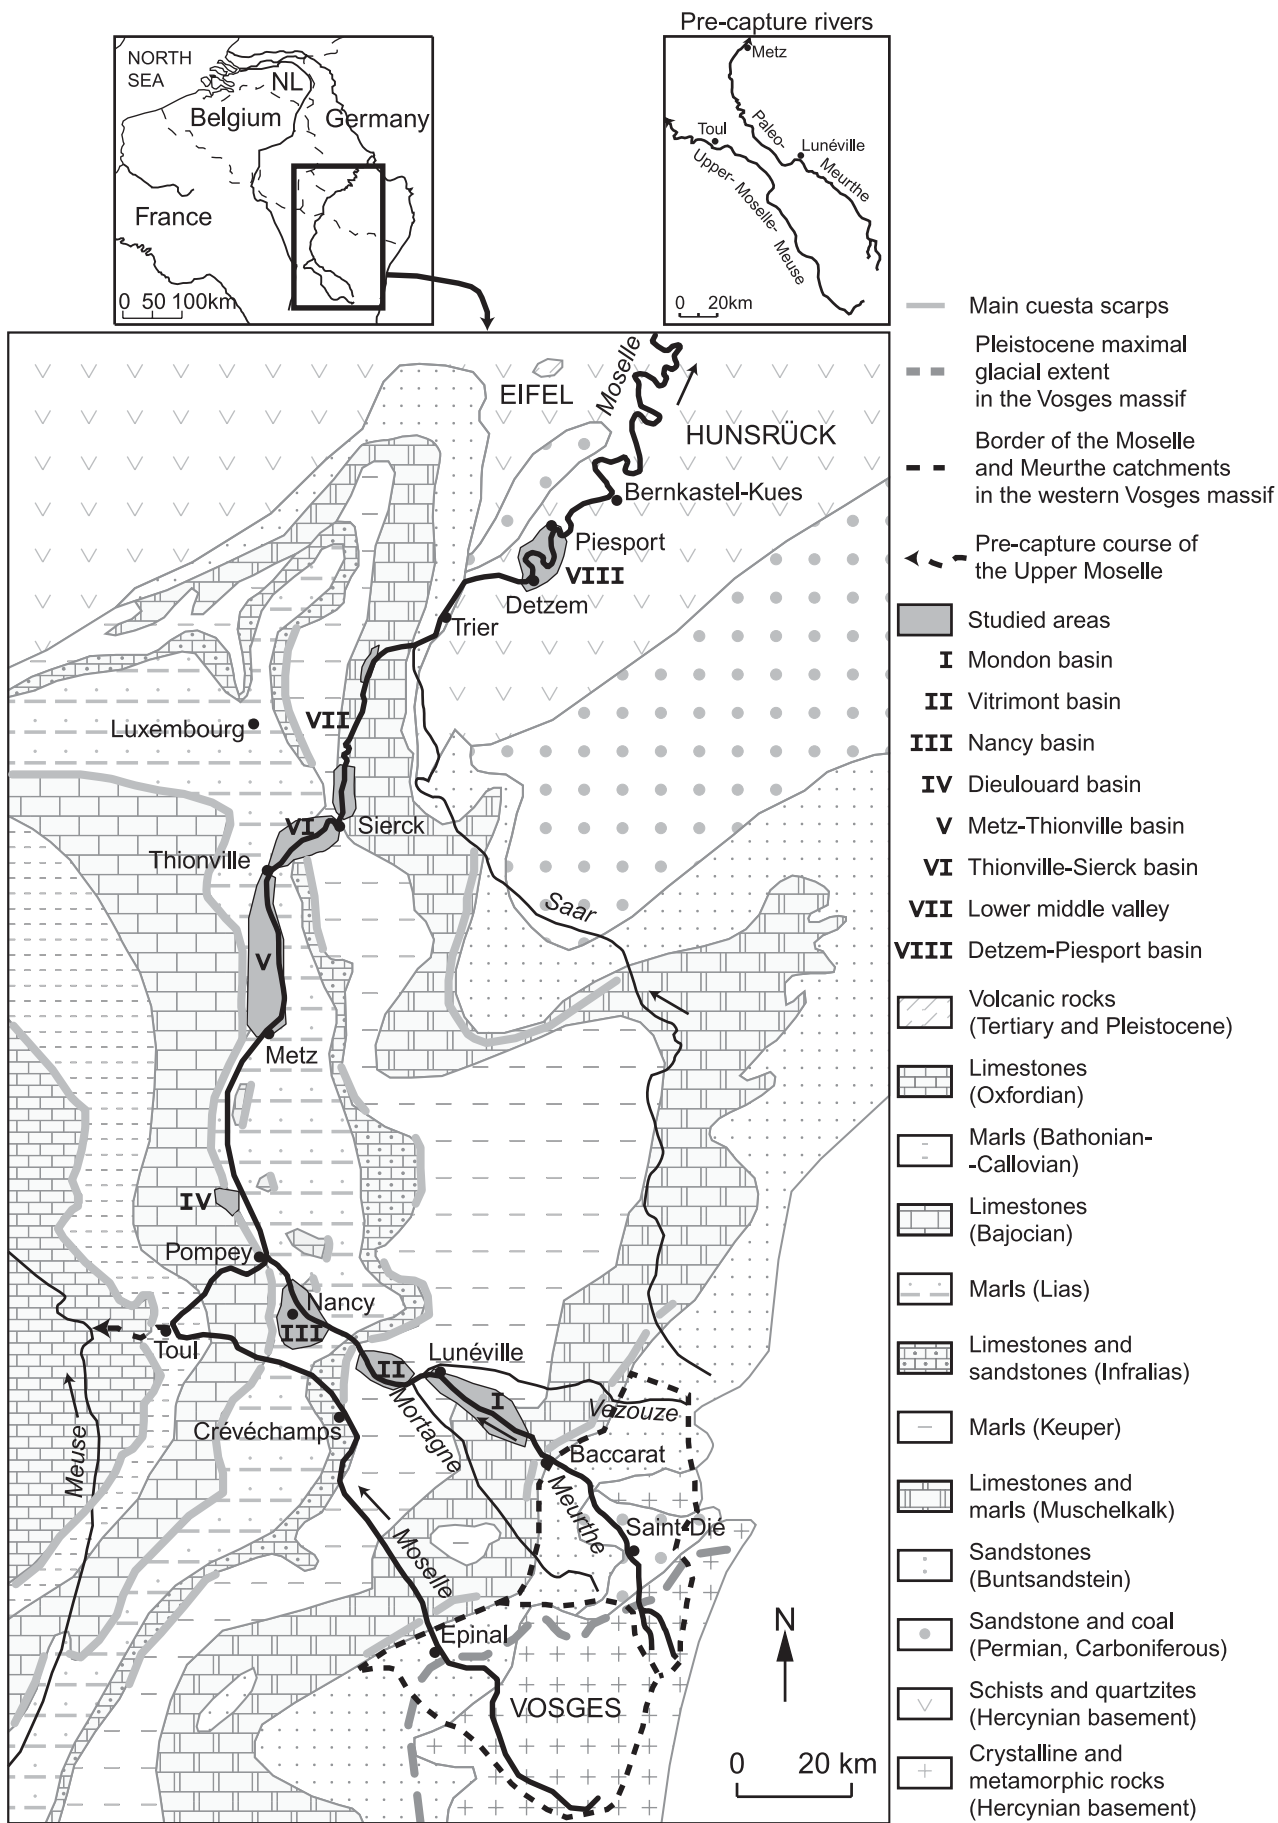 Pre-capture rivers
NORTH
SEA
NL
Belgium
Germany
France
0 50 100km
Metz
Toul
Paleo-
Lunéville
Meurthe
Upper-Moselle-
Meuse
0 20km
Main cuesta scarps
Pleistocene maximal
glacial extent
in the Vosges massif
Border of the Moselle
and Meurthe catchments
in the western Vosges massif
Pre-capture course of
the Upper Moselle
Studied areas
I Mondon basin
II Vitrimont basin
III Nancy basin
IV Dieulouard basin
V Metz-Thionville basin
VI Thionville-Sierck basin
VII Lower middle valley
VIII Detzem-Piesport basin
Volcanic rocks
(Tertiary and Pleistocene)
Limestones
(Oxfordian)
Marls (Bathonian-
-Callovian)
Limestones
(Bajocian)
Marls (Lias)
Limestones and
sandstones (Infralias)
Marls (Keuper)
Limestones and
marls (Muschelkalk)
Sandstones
(Buntsandstein)
Sandstone and coal
(Permian, Carboniferous)
Schists and quartzites
(Hercynian basement)
Crystalline and
metamorphic rocks
(Hercynian basement)
EIFEL
Moselle
HUNSRÜCK
Bernkastel-Kues
Piesport
VIII
Detzem
Trier
Luxembourg
VII
VI
Sierck
Thionville
Saar
V
Metz
IV
Pompey
Nancy
III
Toul
Lunéville
II
I
Vezouze
Crévéchamps
Mortagne
Baccarat
Meuse
Meurthe
Saint-Dié
Moselle
Epinal
N
VOSGES
0 20 km